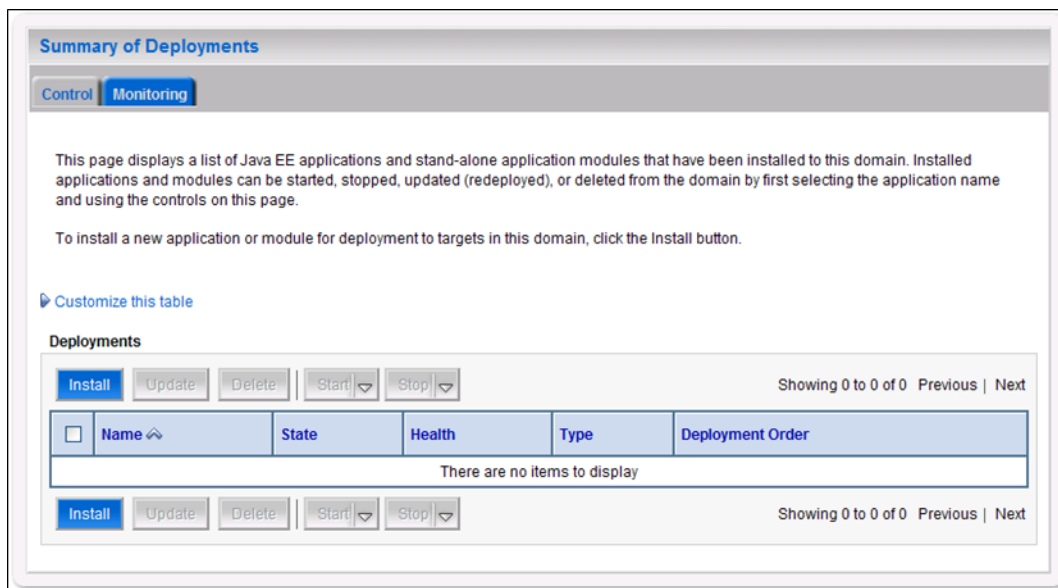 Summary of Deployments
Control Monitoring
This page displays a list of Java EE applications and stand-alone application modules that have been installed to this domain. Installed
applications and modules can be started, stopped, updated (redeployed), or deleted from the domain by first selecting the application name
and using the controls on this page.
To install a new application or module for deployment to targets in this domain, click the Install button.
Customize this table
Deployments
Install Update Delete Start Stop Showing 0 to 0 of 0 Previous | Next
Name State Health Type Deployment Order
There are no items to display
Install Update Delete Start Stop Showing 0 to 0 of 0 Previous | Next